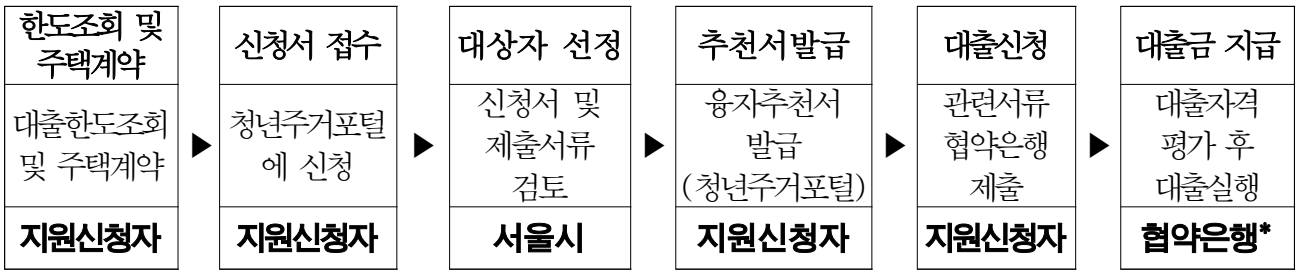 한도조회 및
주택계약
대출한도조회
및 주택계약
지원신청자
▶
신청서 접수
청년주거포털
에 신청
지원신청자
▶
대상자 선정
신청서 및
제출서류
검토
서울시
▶
추천서발급
융자추천서
발급
(청년주거포털)
지원신청자
▶
대출신청
관련서류
협약은행
제출
지원신청자
▶
대출금 지급
대출자격
평가 후
대출실행
협약은행*